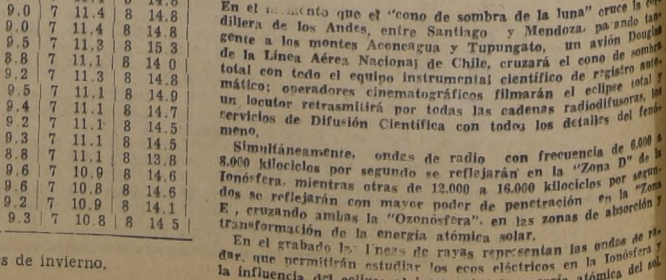 14.8
9.0 | 7 11.4 | 8 14.8
9.0 | 7 11.4 | 8 14.8
9.5 | 7 11.3 | 8 15.3
8.8 | 7 11.1 | 8 14 0
9.2 | 7 11.3 | 8 14.8
9.5 | 7 11.1 | 8 14.9
9.4 | 7 11.1 | 8 14.7
9.2 | 7 11.1 | 8 14.5
9.3 | 7 11.1 | 8 14.5
8.8 | 7 11.1 | 8 13.8
9.6 | 7 10.9 | 8 14.6
9.6 | 7 10.8 | 8 14.6
9.2 | 7 10.9 | 8 14.1
9.3 | 7 10.8 | 8 14 5
s de invierno.
En el momento que el "cono de sombra de la luna" cruce la
dillera de los Andes, entre Santiago y Mendoza, pasando
gente a los montes Aconcagua y Tupungato, un avión Douglas
de la Línea Aérea Nacional de Chile, cruzará el cono de sombra
total con todo el equipo instrumental científico de registro auto-
mático; operadores cinematográficos filmarán el eclipse total y
un locutor retrasmitirá por todas las cadenas radiodifusoras, los
servicios de Difusión Científica con todos los detalles del fenó-
meno.
Simultáneamente, ondas de radio con frecuencia de 6.000 a
8.000 kilociclos por segundo se reflejarán en la "Zona D" de la
Ionósfera, mientras otras de 12.000 a 16.000 kilociclos por segun-
dos se reflejarán con mayor poder de penetración en la "Zona
E , cruzando ambas la "Ozonósfera", en las zonas de absorción y
transformación de la energía atómica solar.
En el grabado las líneas de rayas representan las ondas de ra-
dar, que permitirán estudiar los ecos eléctricos en la Ionósfera y
la influencia del atómica del sol